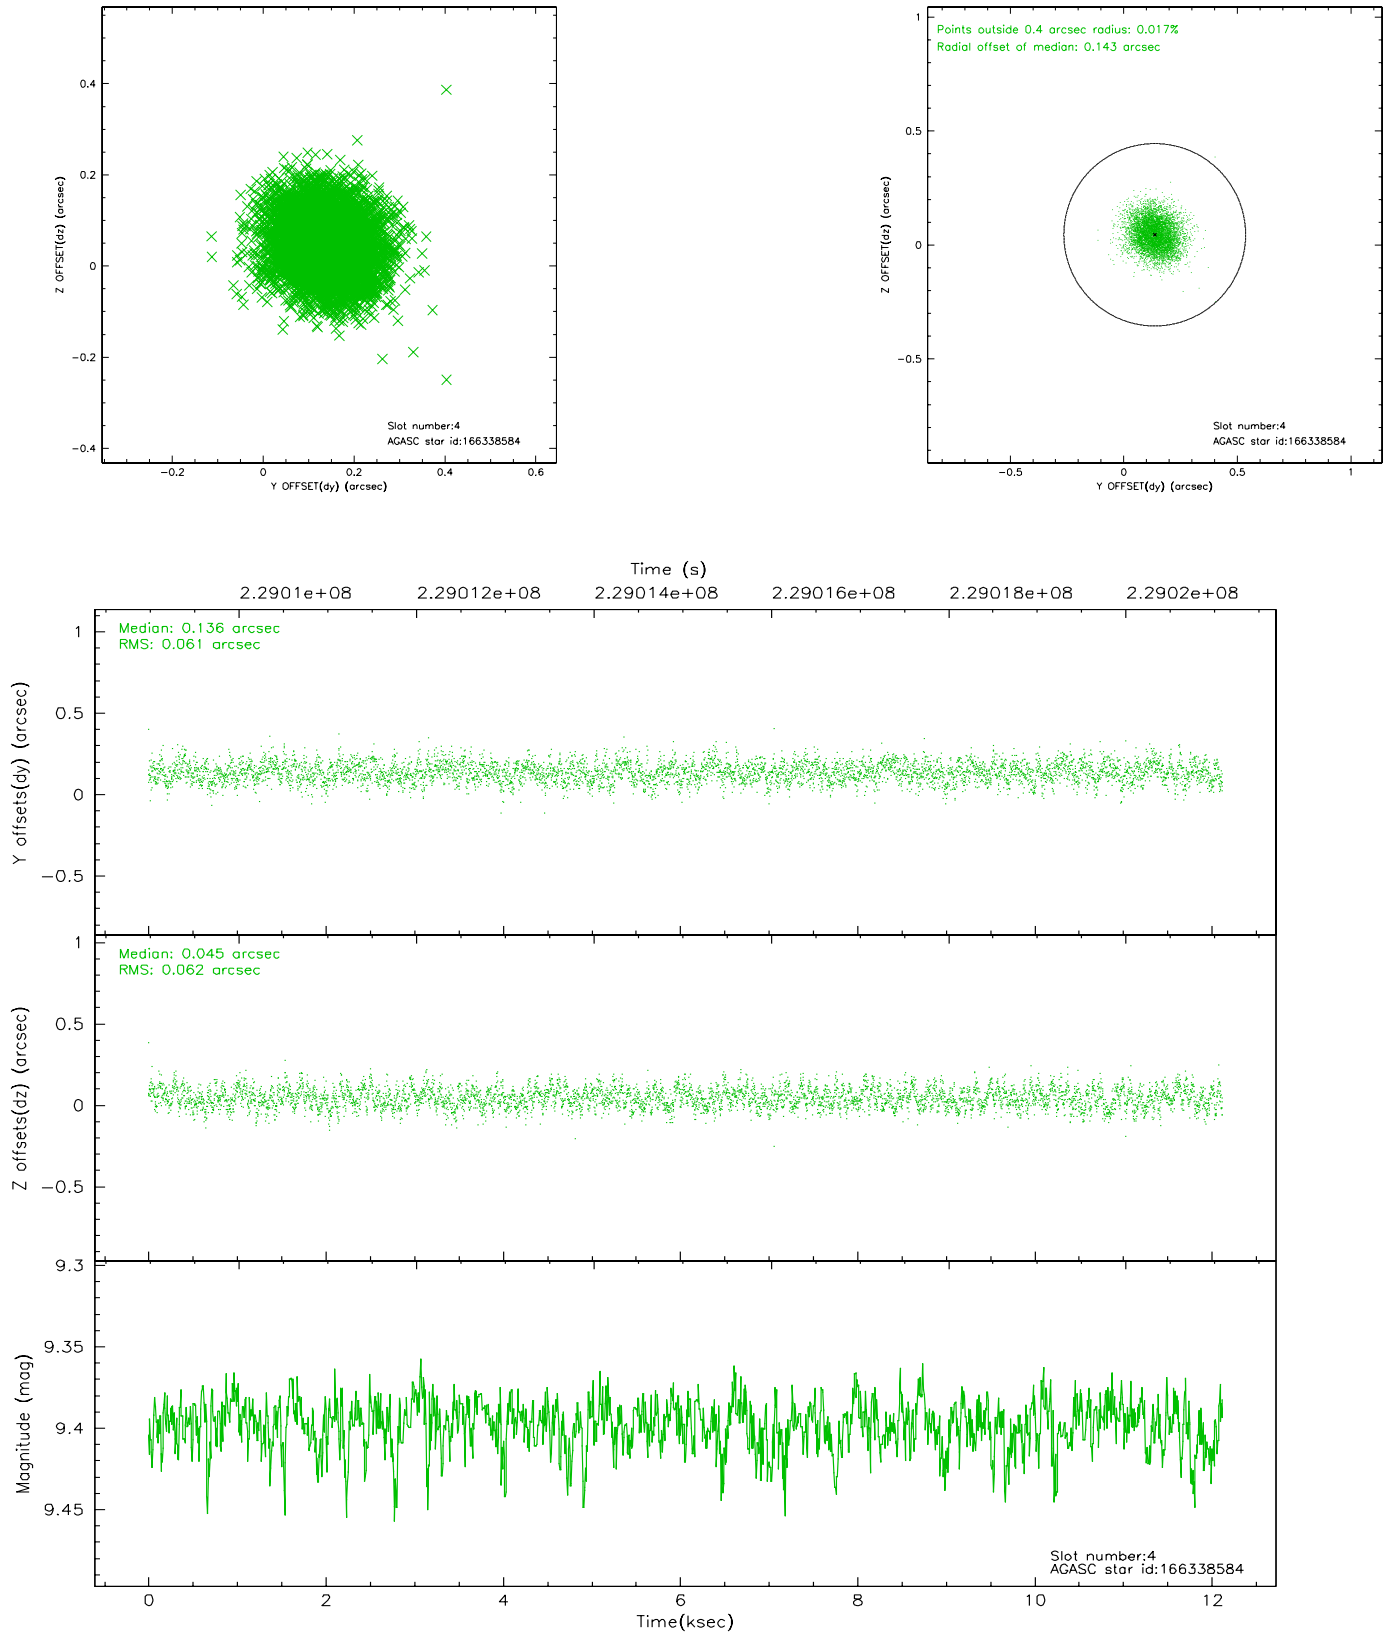 0.4
0.2
0
−0.2
−0.4
Z OFFSET(dz) (arcsec)
Slot number:4
AGASC star id:166338584
−0.2 0 0.2 0.4 0.6
Y OFFSET(dy) (arcsec)
Points outside 0.4 arcsec radius: 0.017%
Radial offset of median: 0.143 arcsec
1
0.5
0
−0.5
Z OFFSET(dz) (arcsec)
Slot number:4
AGASC star id:166338584
−0.5 0 0.5 1
Y OFFSET(dy) (arcsec)
Time (s)
2.2901e+08 2.29012e+08 2.29014e+08 2.29016e+08 2.29018e+08 2.2902e+08
Median: 0.136 arcsec
RMS: 0.061 arcsec
1
0.5
0
−0.5
Y offsets(dy) (arcsec)
Median: 0.045 arcsec
RMS: 0.062 arcsec
1
0.5
0
−0.5
Z offsets(dz) (arcsec)
9.3
9.35
9.4
9.45
Magnitude (mag)
Slot number:4
AGASC star id:166338584
0 2 4 6 8 10 12
Time(ksec)